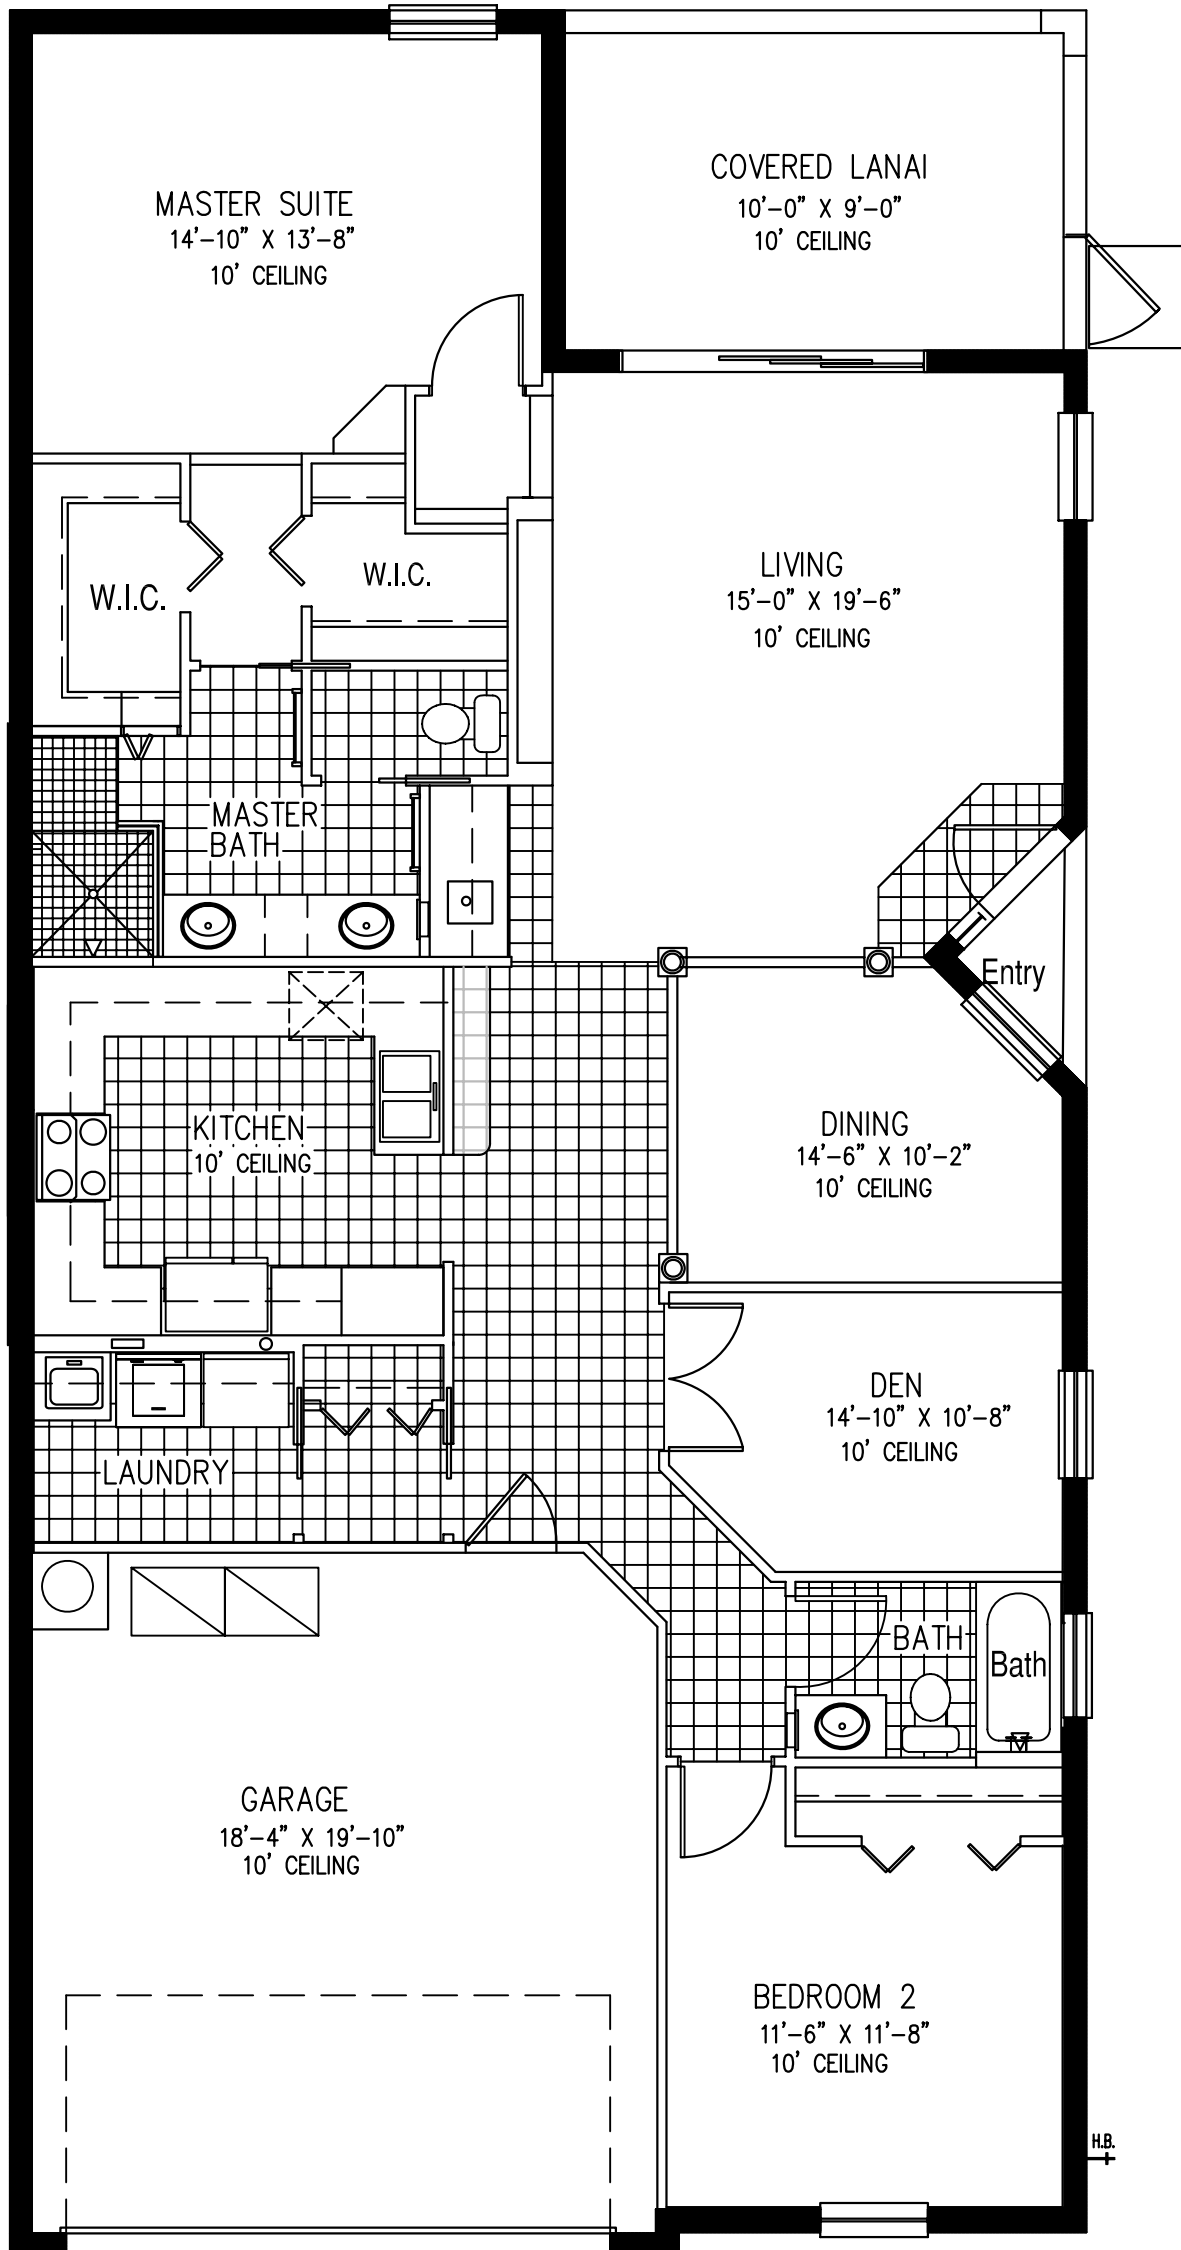 MASTER SUITE
14'-10" X 13'-8"
10' CEILING
COVERED LANAI
10'-0" X 9'-0"
10' CEILING
W.I.C.
W.I.C.
LIVING
15'-0" X 19'-6"
10' CEILING
MASTER
BATH
Entry
KITCHEN
10' CEILING
DINING
14'-6" X 10'-2"
10' CEILING
DEN
14'-10" X 10'-8"
10' CEILING
LAUNDRY
BATH
Bath
GARAGE
18'-4" X 19'-10"
10' CEILING
BEDROOM 2
11'-6" X 11'-8"
10' CEILING
H.B.